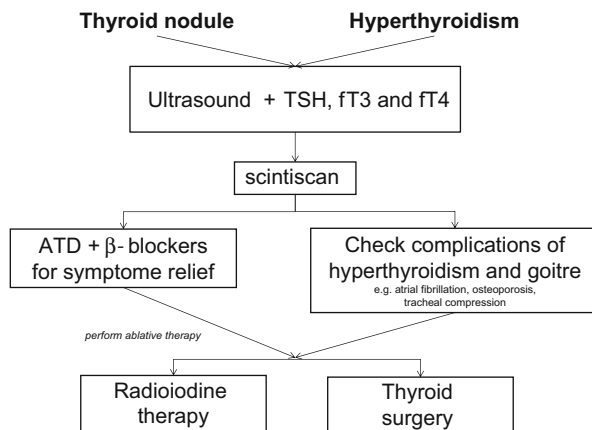 Thyroid nodule
Hyperthyroidism
Ultrasound + TSH, fT3 and fT4
scintiscan
ATD + β- blockers
for symptome relief
Check complications of
hyperthyroidism and goitre
e.g. atrial fibrillation, osteoporosis,
tracheal compression
perform ablative therapy
Radioiodine
therapy
Thyroid
surgery